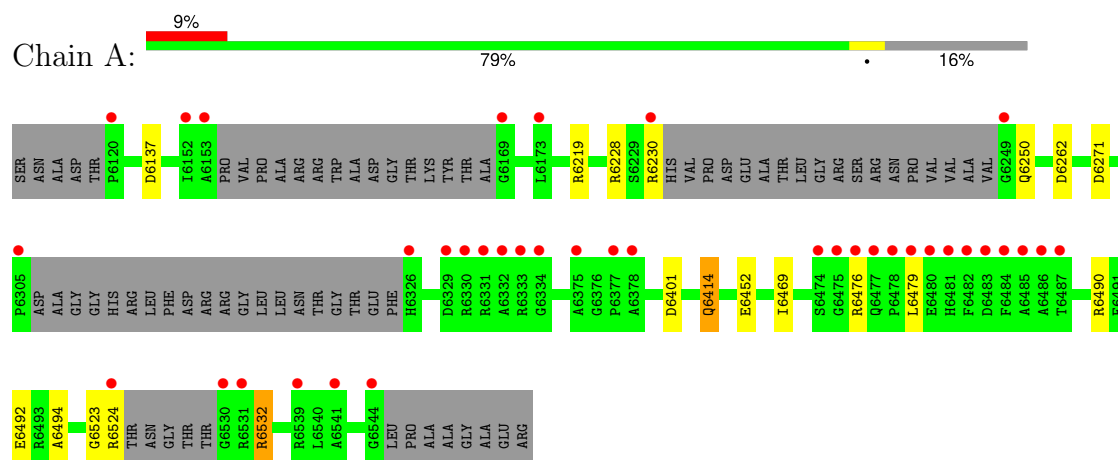 9%
Chain A:
79%
•
16%
SER ASN ALA ASP THR P6120 D6137 I6152 A6153 PRO VAL PRO ALA ARG ARG TRP ALA ASP GLY THR LYS TYR THR ALA G6169 L6173 R6219 R6228 S6229 R6230 HIS VAL PRO ASP GLU ALA THR LEU GLY ARG SER ARG ASN PRO VAL VAL ALA VAL G6249 Q6250 D6262 D6271
P6305 ASP ALA GLY GLY HIS ARG LEU PHE ASP ARG ARG GLY LEU LEU ASN THR GLY THR GLU PHE H6326 D6329 R6330 R6331 A6332 R6333 G6334 A6375 G6376 P6377 A6378 D6401 Q6414 E6452 I6469 S6474 G6475 R6476 Q6477 P6478 L6479 E6480 H6481 F6482 D6483 F6484 A6485 A6486 T6487 R6490
E6492 R6493 A6494 G6523 R6524 THR ASN GLY THR THR G6530 R6531 R6532 R6539 L6540 A6541 G6544 LEU PRO ALA ALA GLY ALA GLU ARG